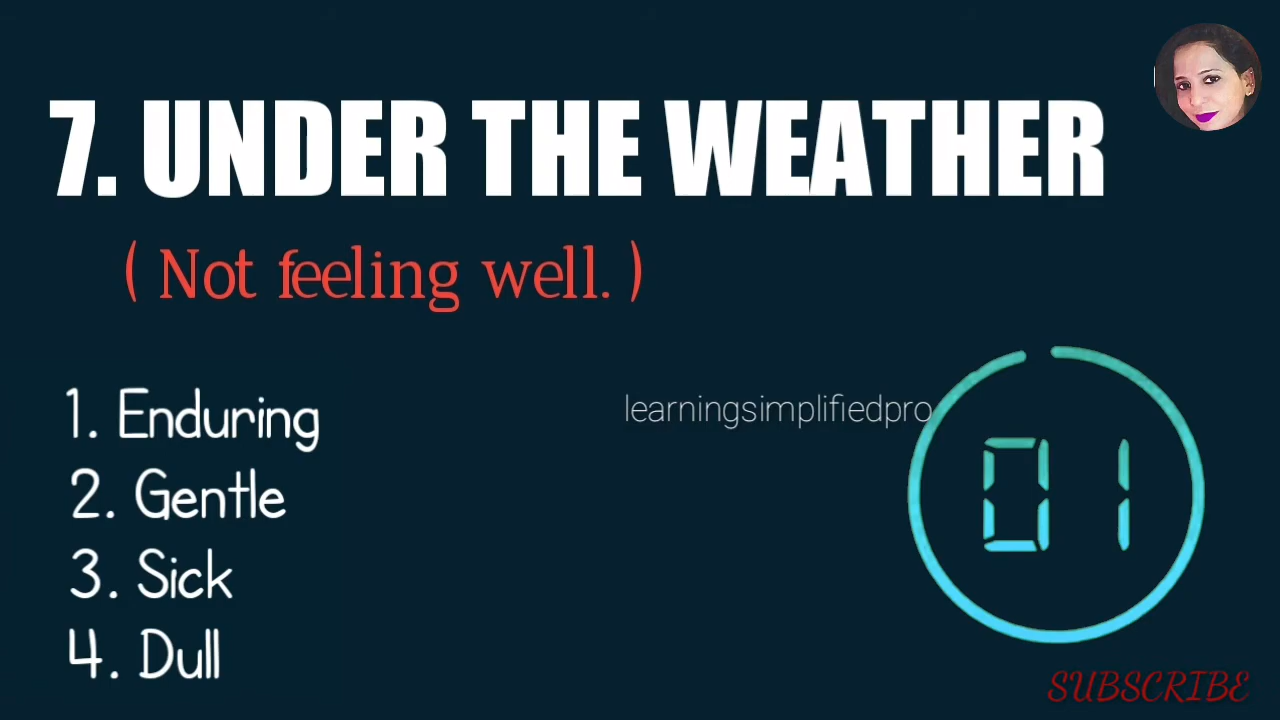 7. UNDER THE WEATHER
( Not feeling well. )
1. Enduring
2. Gentle
3. Sick
4. Dull
learningsimplifiedpro
01
SUBSCRIBE